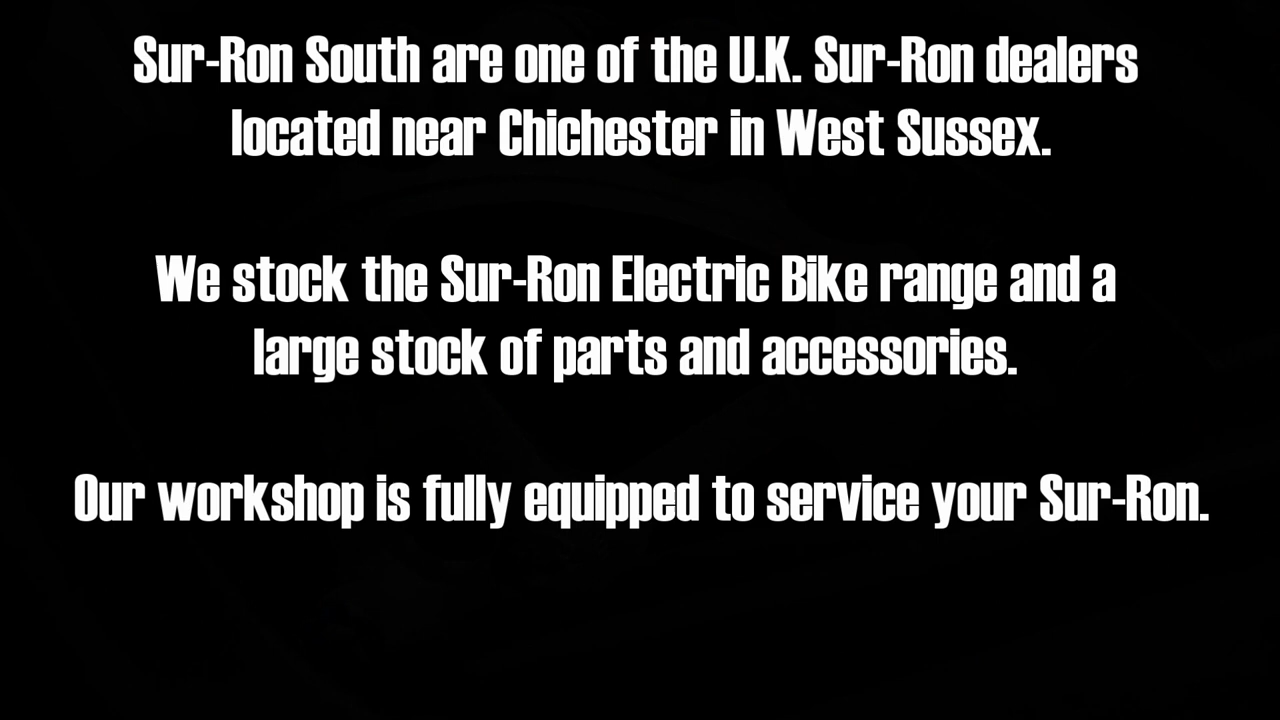 Sur-Ron South are one of the U.K. Sur-Ron dealers
located near Chichester in West Sussex.
We stock the Sur-Ron Electric Bike range and a
large stock of parts and accessories.
Our workshop is fully equipped to service your Sur-Ron.